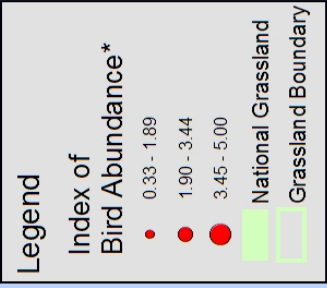 Legend
Index of
Bird Abundance*
0.33 - 1.89
1.90 - 3.44
3.45 - 5.00
National Grassland
Grassland Boundary